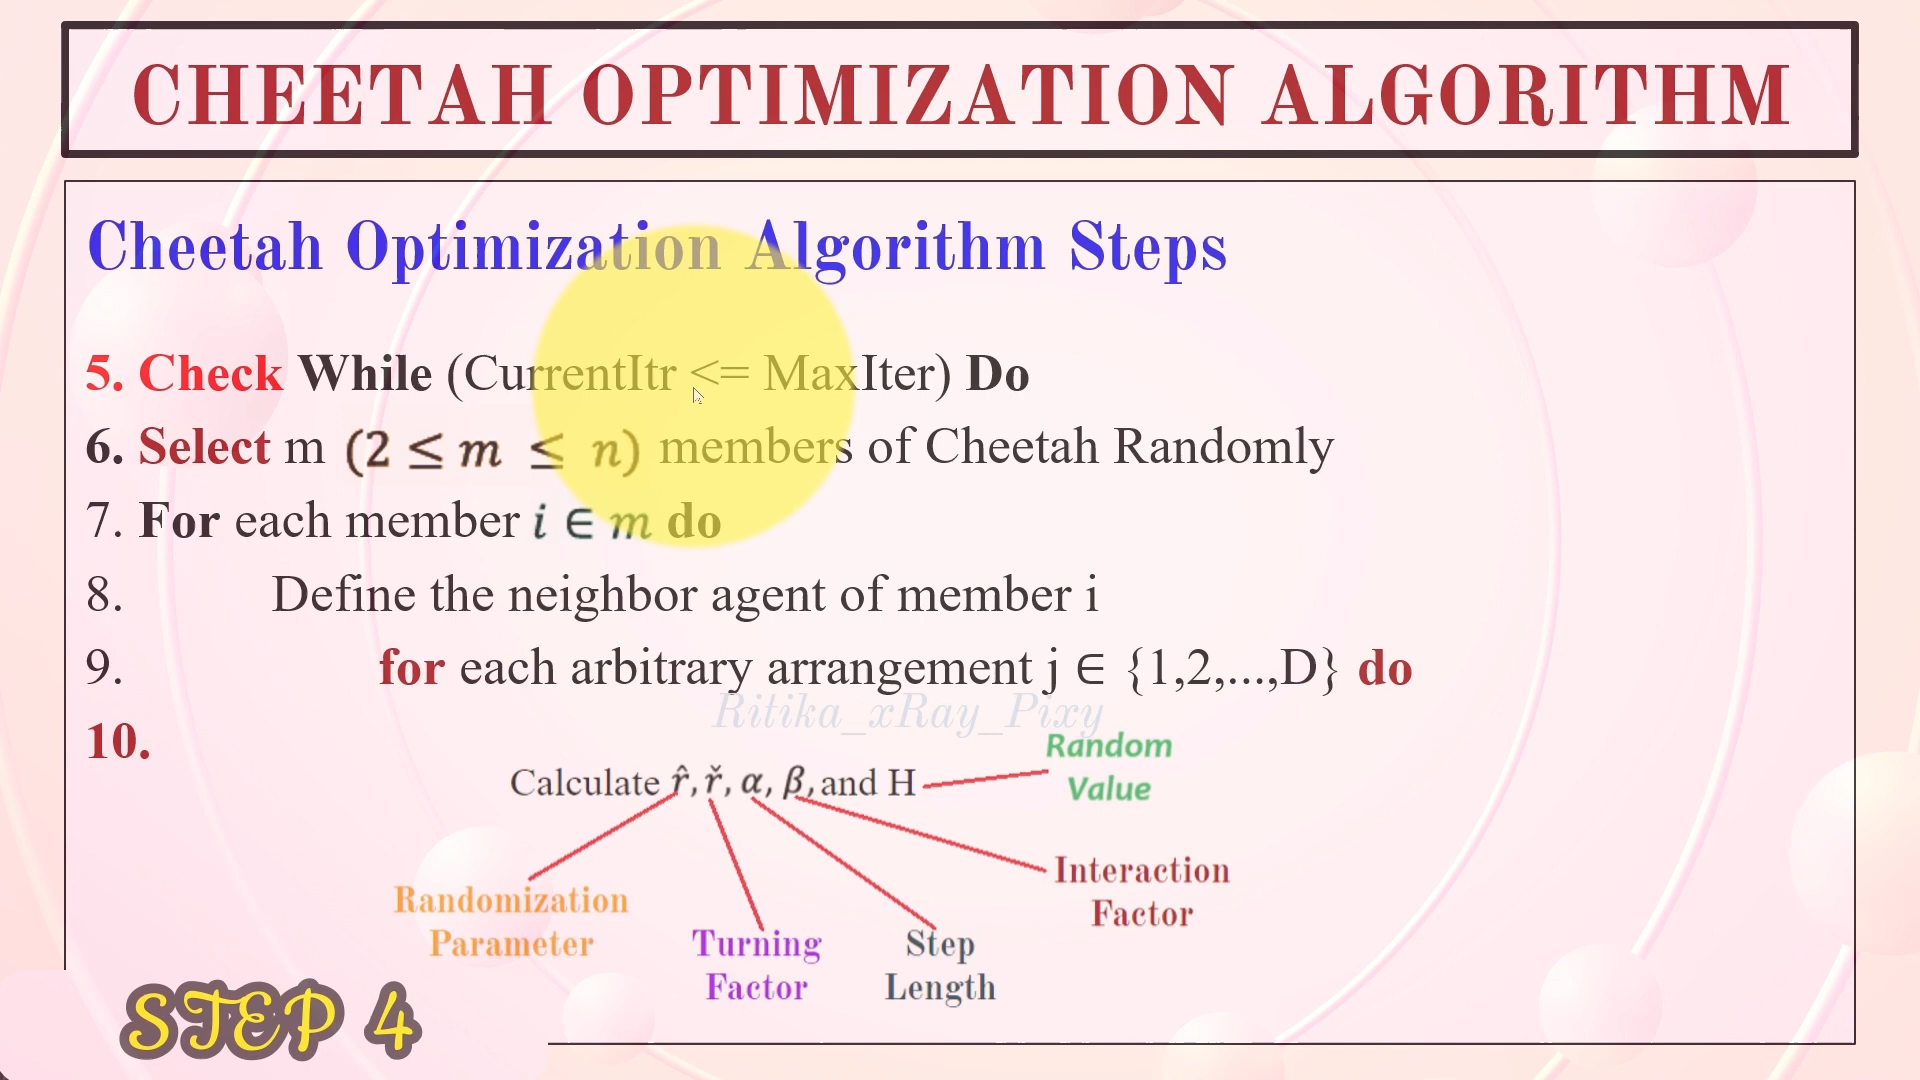 CHEETAH OPTIMIZATION ALGORITHM
Cheetah Optimization Algorithm Steps
5. Check While (CurrentItr <= MaxIter) Do
6. Select m (2 ≤ m ≤ n) members of Cheetah Randomly
7. For each member i ∈ m do
8. Define the neighbor agent of member i
9. for each arbitrary arrangement j ∈ {1,2,...,D} do
Ritika_xRay_Pixy
10.
Calculate r̂, ř, α, β, and H
Random
Value
Interaction
Factor
Randomization
Parameter
Turning
Factor
Step
Length
STEP 4